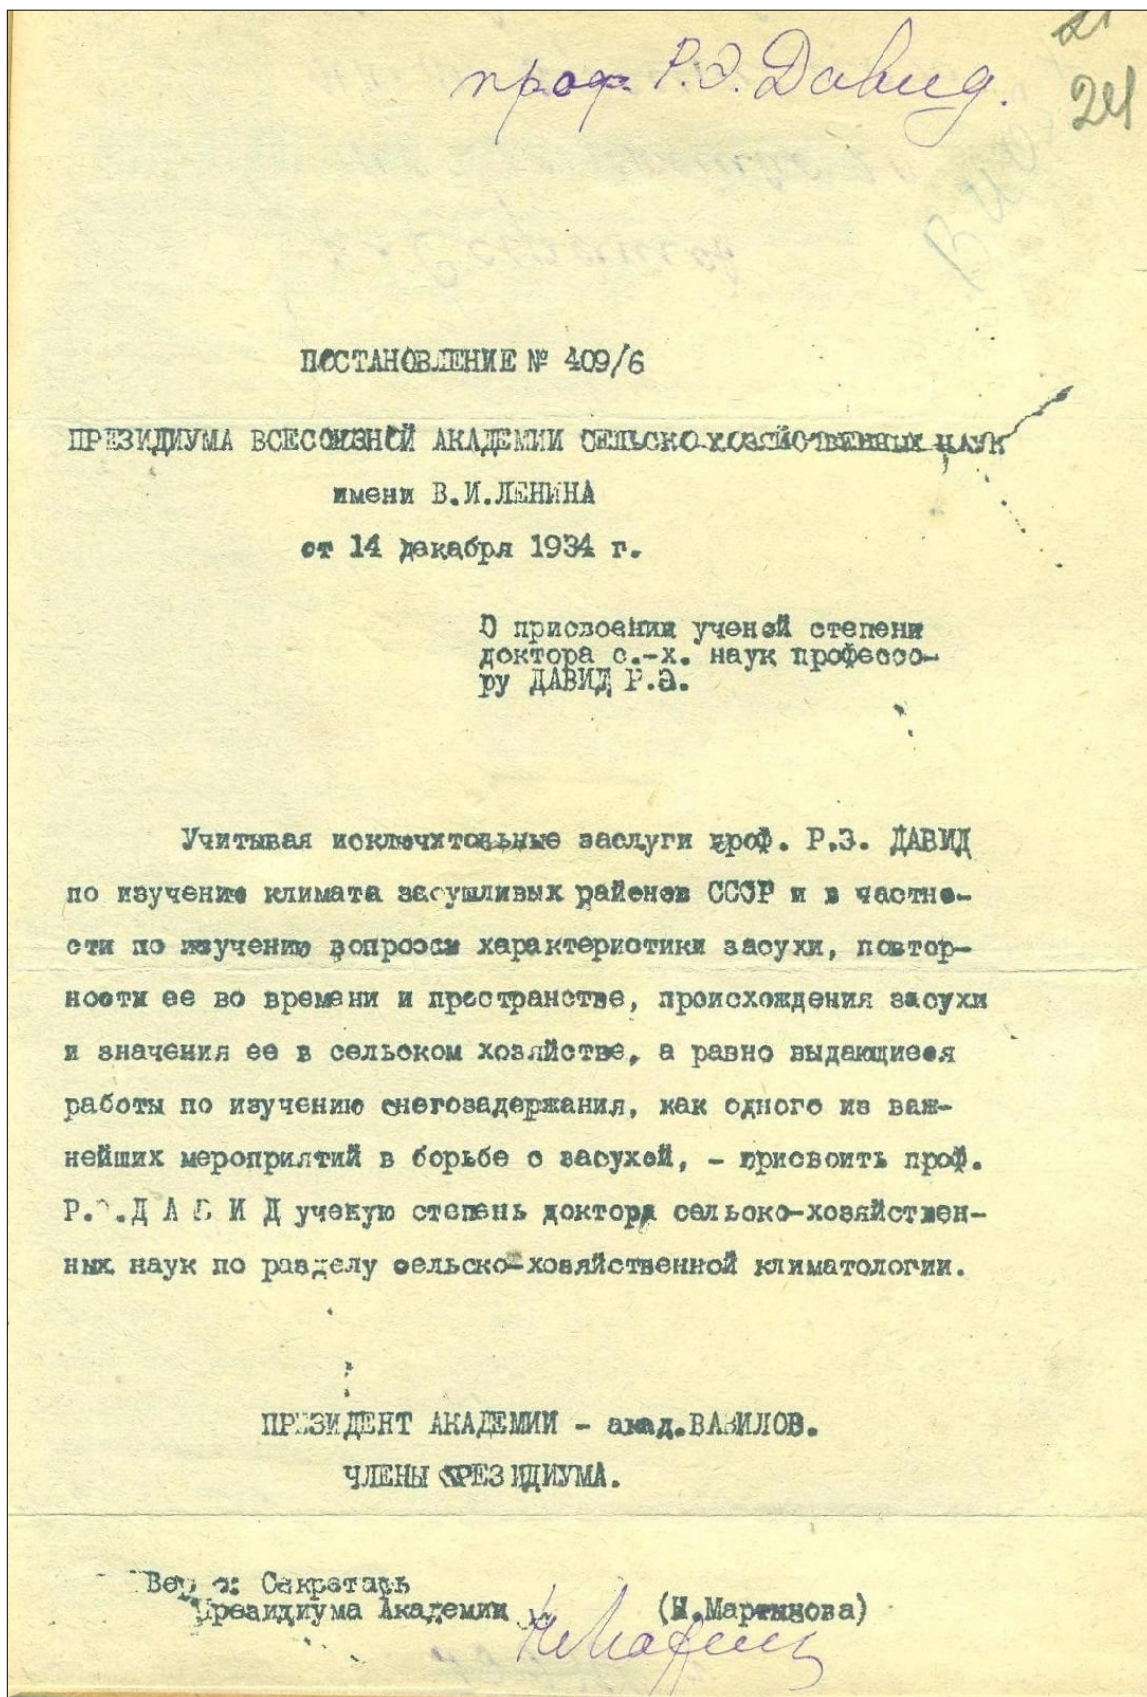 проф. Р.Э. Давид.
24
ПОСТАНОВЛЕНИЕ № 409/6
ПРЕЗИДИУМА ВСЕСОЮЗНОЙ АКАДЕМИИ СЕЛЬСКО-ХОЗЯЙСТВЕННЫХ НАУК
имени В.И.ЛЕНИНА
от 14 декабря 1934 г.
О присвоении ученой степени
доктора с.-х. наук профессо-
ру ДАВИД Р.Э.
Учитывая исключительные заслуги проф. Р.Э. ДАВИД
по изучению климата засушливых районов СССР и в частно-
сти по изучению вопросам характеристики засухи, повтор-
ности ее во времени и пространстве, происхождения засухи
и значения ее в сельском хозяйстве, а равно выдающиеся
работы по изучению снегозадержания, как одного из важ-
нейших мероприятий в борьбе с засухой, - присвоить проф.
Р.Э.Д А В И Д ученую степень доктора сельско-хозяйствен-
ных наук по разделу сельско-хозяйственной климатологии.
ПРЕЗИДЕНТ АКАДЕМИИ - акад.ВАВИЛОВ.
ЧЛЕНЫ ПРЕЗИДИУМА.
Верно: Секретарь
Президиума Академии (Н.Мартынова)